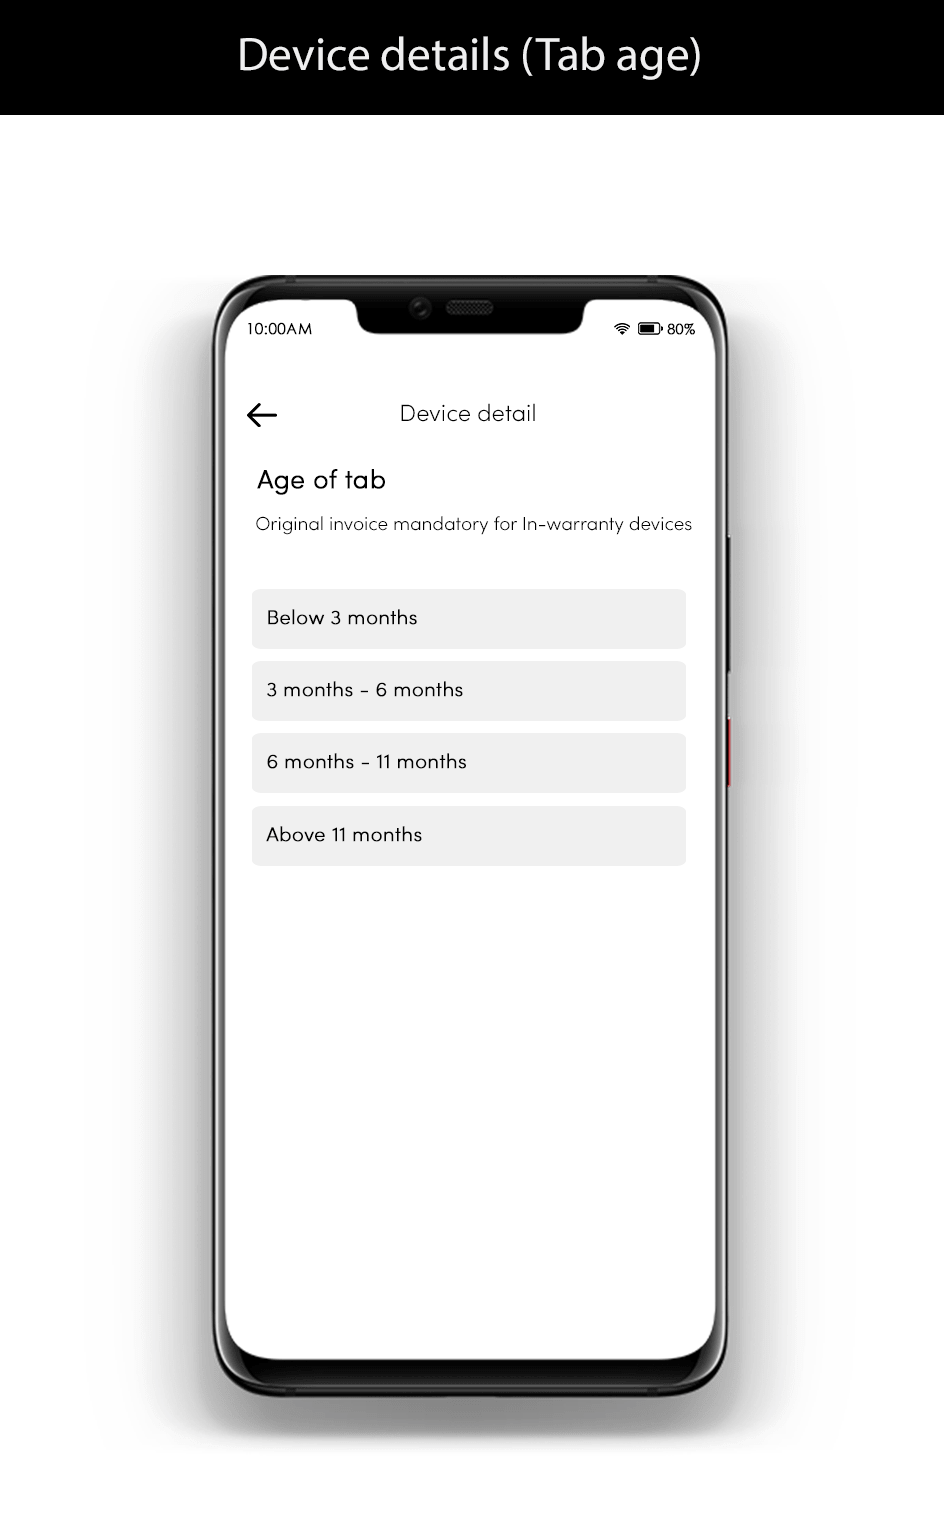 Device details (Tab age)
10:00AM
80%
Device detail
Age of tab
Original invoice mandatory for In-warranty devices
Below 3 months
3 months - 6 months
6 months - 11 months
Above 11 months